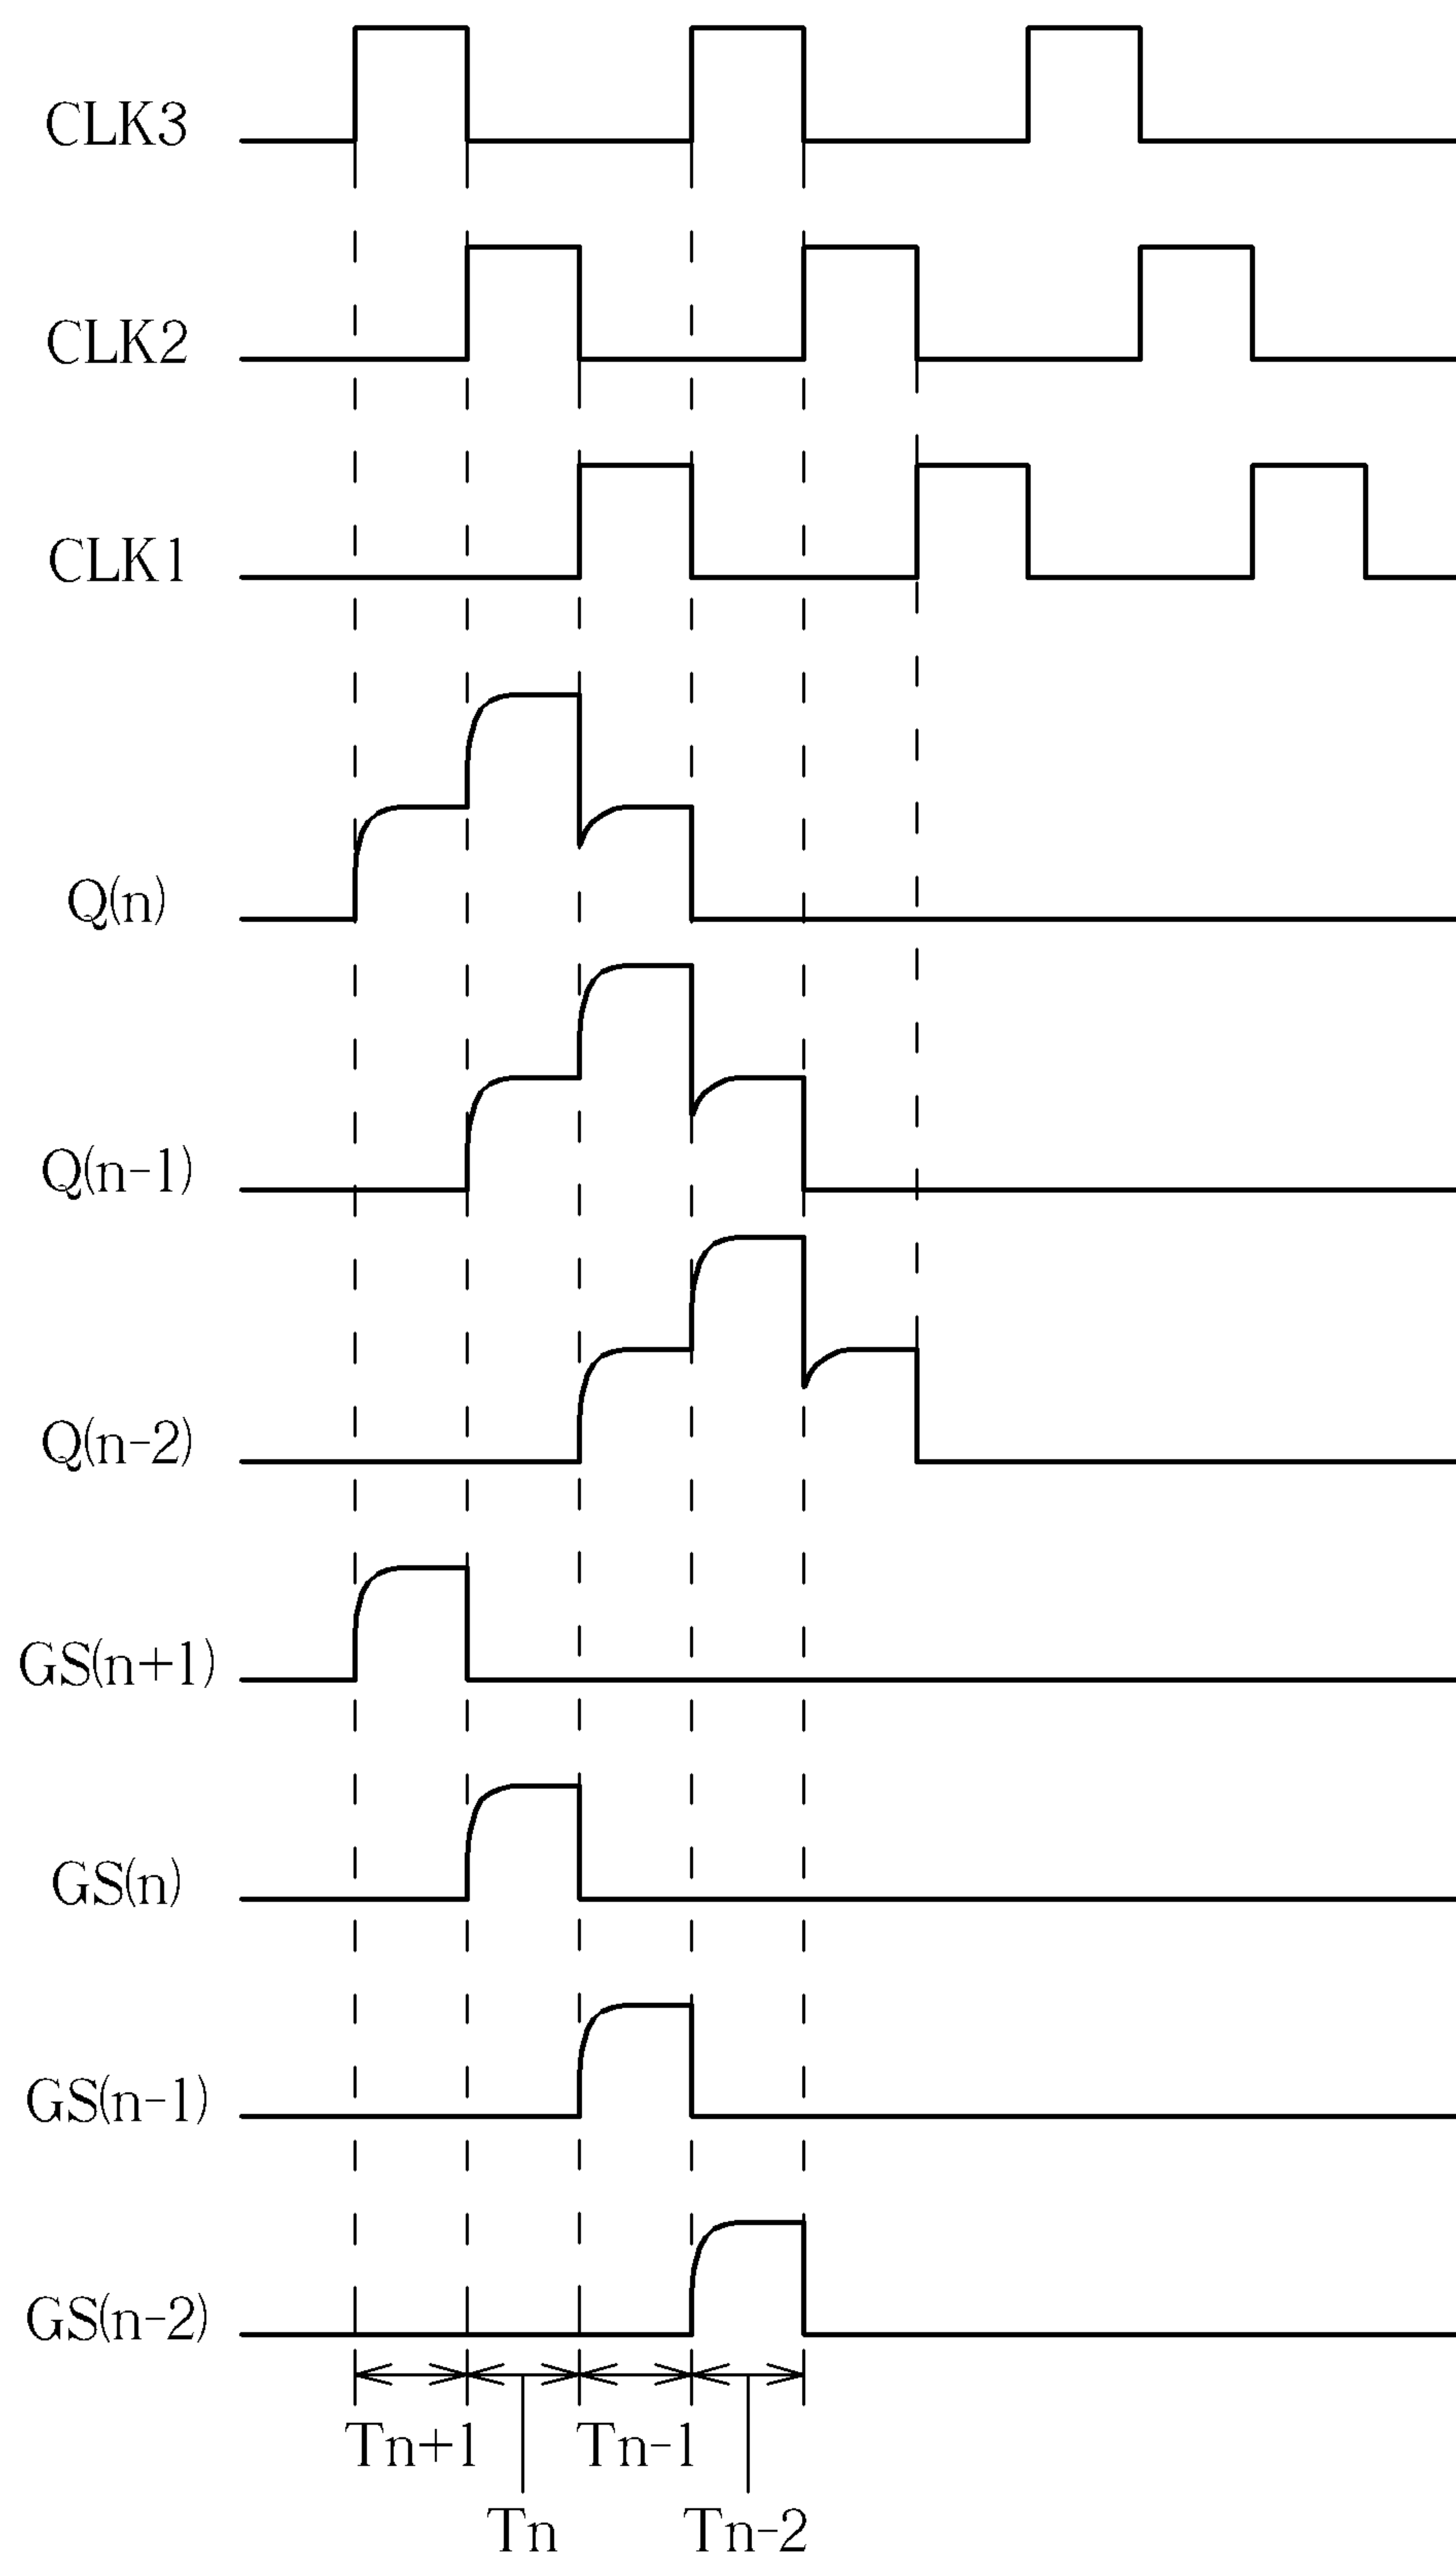 CLK3
CLK2
CLK1
Q(n)
Q(n-1)
Q(n-2)
GS(n+1)
GS(n)
GS(n-1)
GS(n-2)
Tn+1 Tn-1
Tn Tn-2